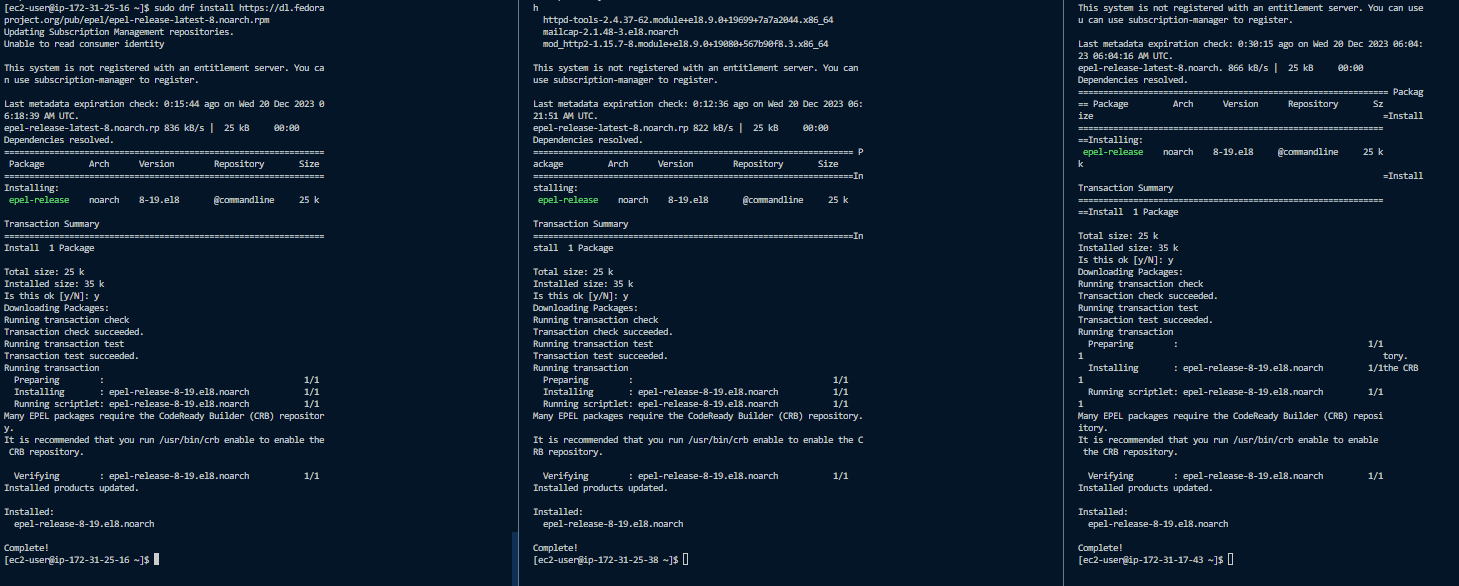 [ec2-user@ip-172-31-25-16 ~]$ sudo dnf install https://dl.fedora
project.org/pub/epel/epel-release-latest-8.noarch.rpm
Updating Subscription Management repositories.
Unable to read consumer identity
This system is not registered with an entitlement server. You ca
n use subscription-manager to register.
Last metadata expiration check: 0:15:44 ago on Wed 20 Dec 2023 0
6:18:39 AM UTC.
epel-release-latest-8.noarch.rp 836 kB/s |  25 kB     00:00
Dependencies resolved.
================================================================
 Package         Arch      Version        Repository       Size
================================================================
Installing:
 epel-release    noarch    8-19.el8       @commandline     25 k
Transaction Summary
================================================================
Install  1 Package
Total size: 25 k
Installed size: 35 k
Is this ok [y/N]: y
Downloading Packages:
Running transaction check
Transaction check succeeded.
Running transaction test
Transaction test succeeded.
Running transaction
  Preparing        :                                        1/1
  Installing       : epel-release-8-19.el8.noarch           1/1
  Running scriptlet: epel-release-8-19.el8.noarch           1/1
Many EPEL packages require the CodeReady Builder (CRB) repositor
y.
It is recommended that you run /usr/bin/crb enable to enable the
 CRB repository.
  Verifying        : epel-release-8-19.el8.noarch           1/1
Installed products updated.
Installed:
  epel-release-8-19.el8.noarch
Complete!
[ec2-user@ip-172-31-25-16 ~]$
h
  httpd-tools-2.4.37-62.module+el8.9.0+19699+7a7a2044.x86_64
  mailcap-2.1.48-3.el8.noarch
  mod_http2-1.15.7-8.module+el8.9.0+19080+567b90f8.3.x86_64
This system is not registered with an entitlement server. You can
use subscription-manager to register.
Last metadata expiration check: 0:12:36 ago on Wed 20 Dec 2023 06:
21:51 AM UTC.
epel-release-latest-8.noarch.rp 822 kB/s |  25 kB     00:00
Dependencies resolved.
================================================================ P
ackage         Arch      Version        Repository       Size
================================================================In
stalling:
 epel-release    noarch    8-19.el8       @commandline     25 k
Transaction Summary
================================================================In
stall  1 Package
Total size: 25 k
Installed size: 35 k
Is this ok [y/N]: y
Downloading Packages:
Running transaction check
Transaction check succeeded.
Running transaction test
Transaction test succeeded.
Running transaction
  Preparing        :                                        1/1
  Installing       : epel-release-8-19.el8.noarch           1/1
  Running scriptlet: epel-release-8-19.el8.noarch           1/1
Many EPEL packages require the CodeReady Builder (CRB) repository.
It is recommended that you run /usr/bin/crb enable to enable the C
RB repository.
  Verifying        : epel-release-8-19.el8.noarch           1/1
Installed products updated.
Installed:
  epel-release-8-19.el8.noarch
Complete!
[ec2-user@ip-172-31-25-38 ~]$
This system is not registered with an entitlement server. You can use
u can use subscription-manager to register.
Last metadata expiration check: 0:30:15 ago on Wed 20 Dec 2023 06:04:
23 06:04:16 AM UTC.
epel-release-latest-8.noarch. 866 kB/s |  25 kB     00:00
Dependencies resolved.
============================================================== Packag
== Package         Arch      Version      Repository       Sz
ize                                                          =Install
=============================================================
==Installing:
 epel-release    noarch    8-19.el8     @commandline     25 k
k
                                                             =Install
Transaction Summary
=============================================================
==Install  1 Package
Total size: 25 k
Installed size: 35 k
Is this ok [y/N]: y
Downloading Packages:
Running transaction check
Transaction check succeeded.
Running transaction test
Transaction test succeeded.
Running transaction
  Preparing        :                                      1/1
1                                                            tory.
  Installing       : epel-release-8-19.el8.noarch         1/1the CRB
1
  Running scriptlet: epel-release-8-19.el8.noarch         1/1
1
Many EPEL packages require the CodeReady Builder (CRB) reposi
itory.
It is recommended that you run /usr/bin/crb enable to enable
 the CRB repository.
  Verifying        : epel-release-8-19.el8.noarch         1/1
Installed products updated.
Installed:
  epel-release-8-19.el8.noarch
Complete!
[ec2-user@ip-172-31-17-43 ~]$